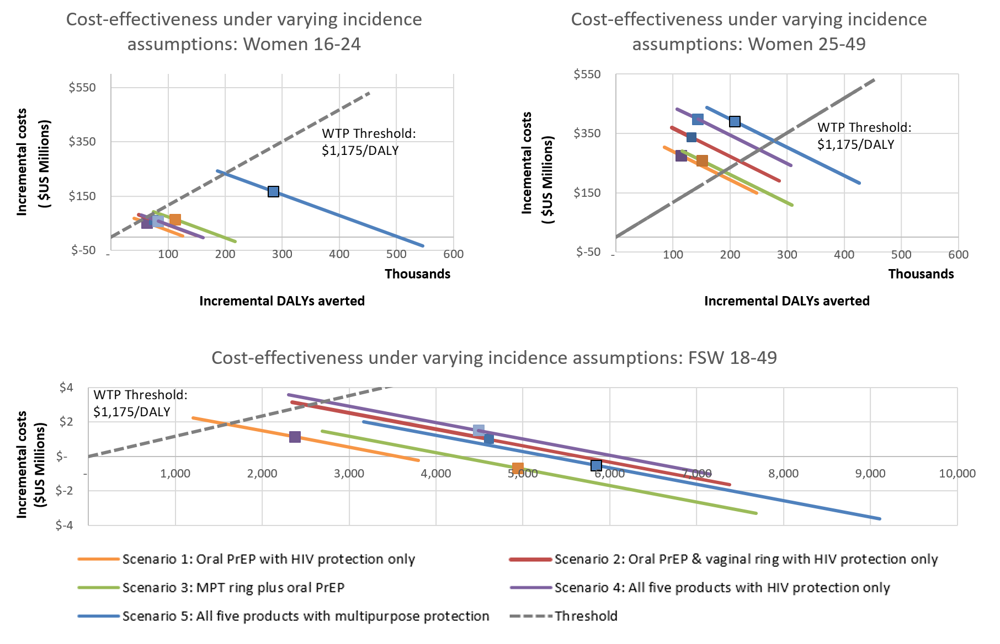 Cost-effectiveness under varying incidence
assumptions: Women 16-24
$550
$350
$150
$-50
Incremental costs
( $US Millions)
WTP Threshold:
$1,175/DALY
-
100
200
300
400
500
600
Thousands
Incremental DALYs averted
Cost-effectiveness under varying incidence
assumptions: Women 25-49
$550
$350
$150
$-50
Incemental costs
( $US Millions)
WTP Threshold:
$1,175/DALY
-
100
200
300
400
500
600
Thousands
Incremental DALYs averted
Cost-effectiveness under varying incidence assumptions: FSW 18-49
$4
$2
$-
$-2
$-4
Incremental costs
($US Millions)
WTP Threshold:
$1,175/DALY
-
1,000
2,000
3,000
4,000
5,000
6,000
7,000
8,000
9,000
10,000
Scenario 1: Oral PrEP with HIV protection only
Scenario 2: Oral PrEP & vaginal ring with HIV protection only
Scenario 3: MPT ring plus oral PrEP
Scenario 4: All five products with HIV protection only
Scenario 5: All five products with multipurpose protection
Threshold